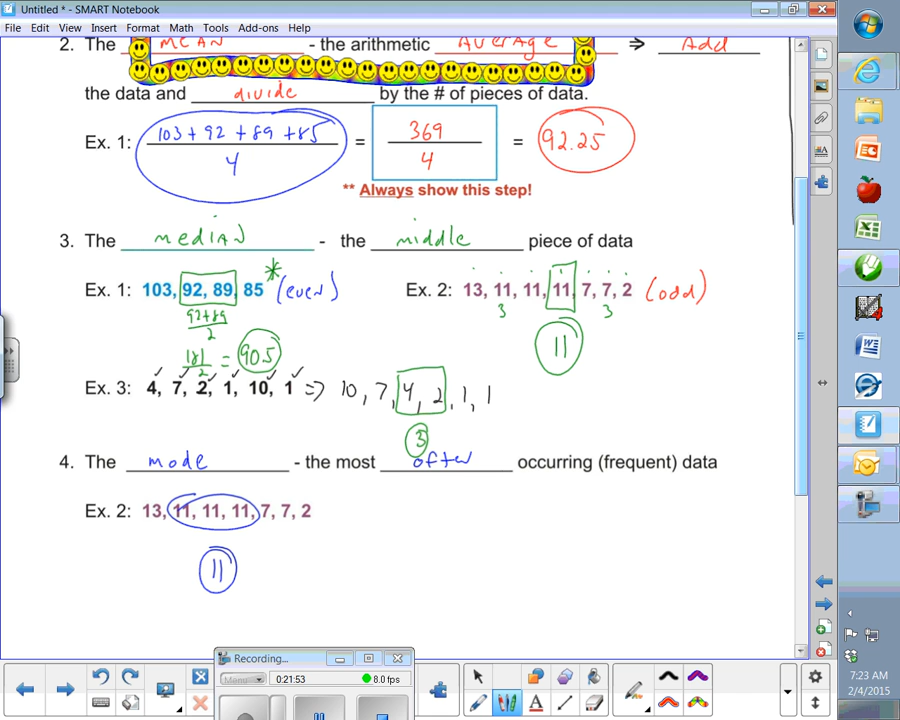 Untitled * - SMART Notebook
File Edit View Insert Format Math Tools Add-ons Help
2. The MEAN - the arithmetic AVERAGE ⇒ Add
the data and divide by the # of pieces of data.
Ex. 1: 103 + 92 + 89 + 85 / 4 = 369 / 4 = 92.25
** Always show this step!
3. The mediAN - the middle piece of data
Ex. 1: 103, 92, 89, 85 * (even) Ex. 2: 13, 11, 11, 11, 7, 7, 2 (odd)
3 3
92+89 / 2
11
181 / 2 = 90.5
Ex. 3: 4, 7, 2, 1, 10, 1 => 10, 7, 4, 2, 1, 1
3
4. The mode - the most often occurring (frequent) data
Ex. 2: 13, 11, 11, 11, 7, 7, 2
11
Recording...
Menu 0:21:53 8.0 fps
7:23 AM
2/4/2015